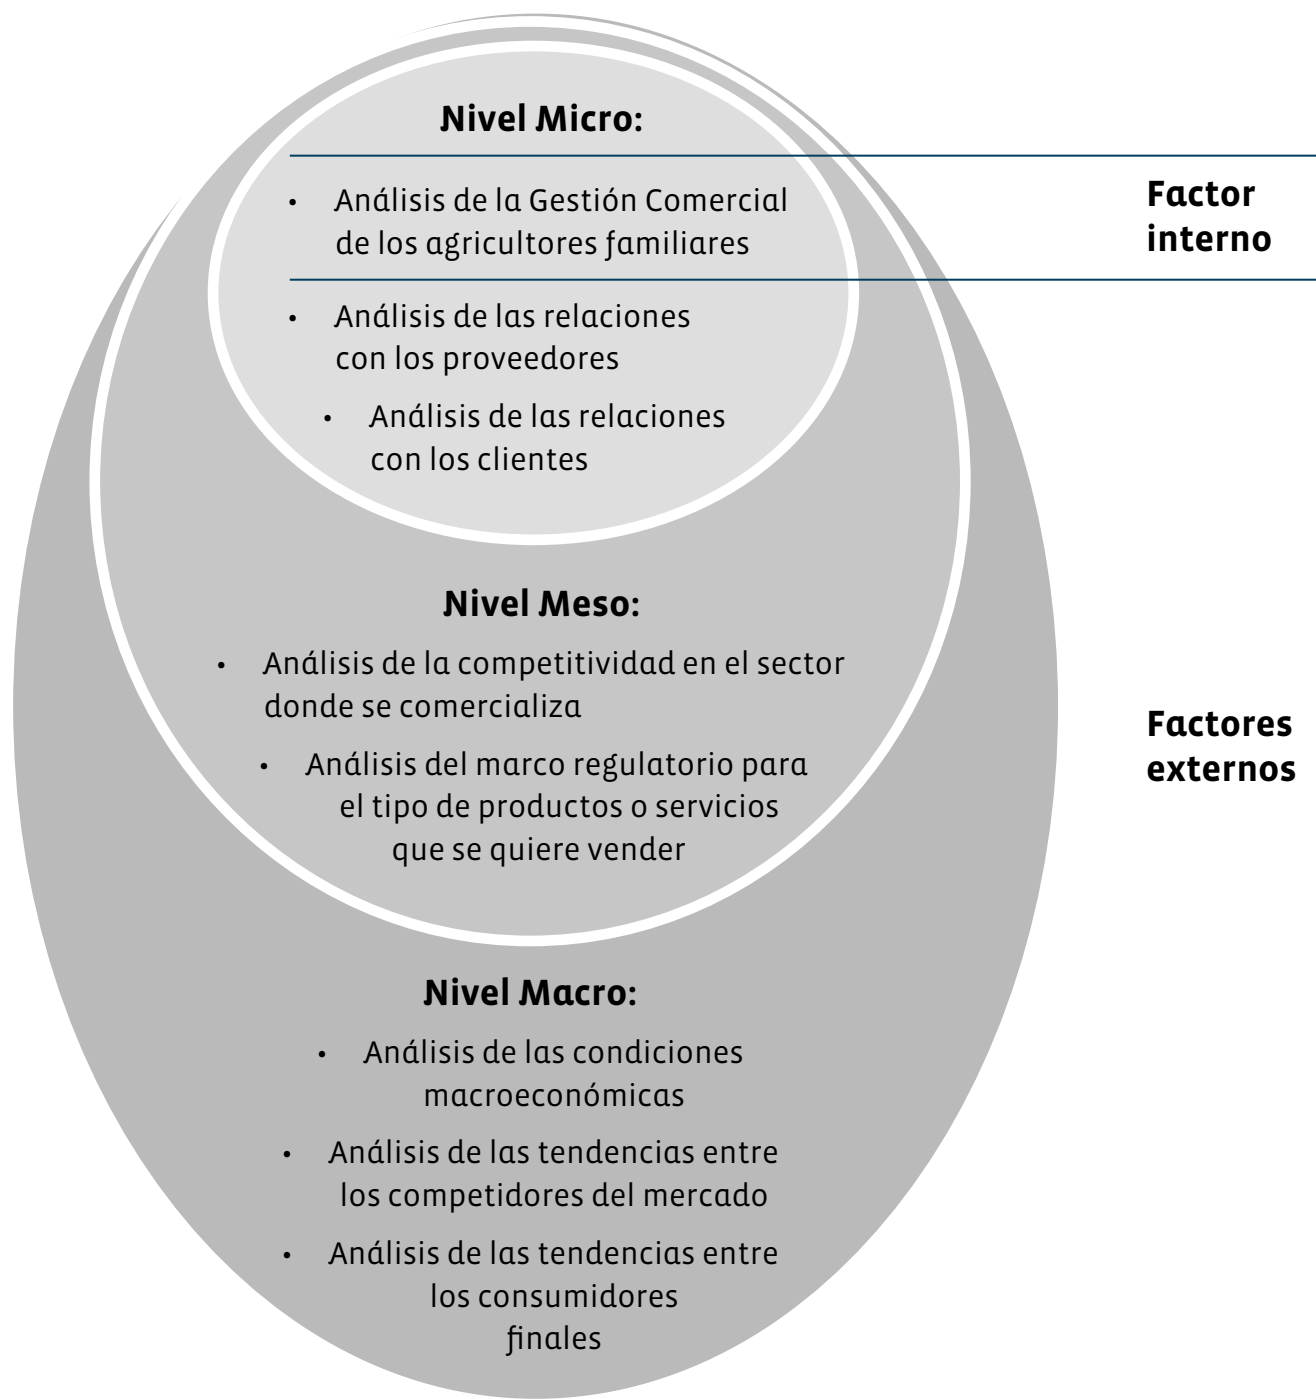 Nivel Micro:
• Análisis de la Gestión Comercial
de los agricultores familiares
Factor
interno
• Análisis de las relaciones
con los proveedores
• Análisis de las relaciones
con los clientes
Nivel Meso:
• Análisis de la competitividad en el sector
donde se comercializa
• Análisis del marco regulatorio para
el tipo de productos o servicios
que se quiere vender
Factores
externos
Nivel Macro:
• Análisis de las condiciones
macroeconómicas
• Análisis de las tendencias entre
los competidores del mercado
• Análisis de las tendencias entre
los consumidores
finales